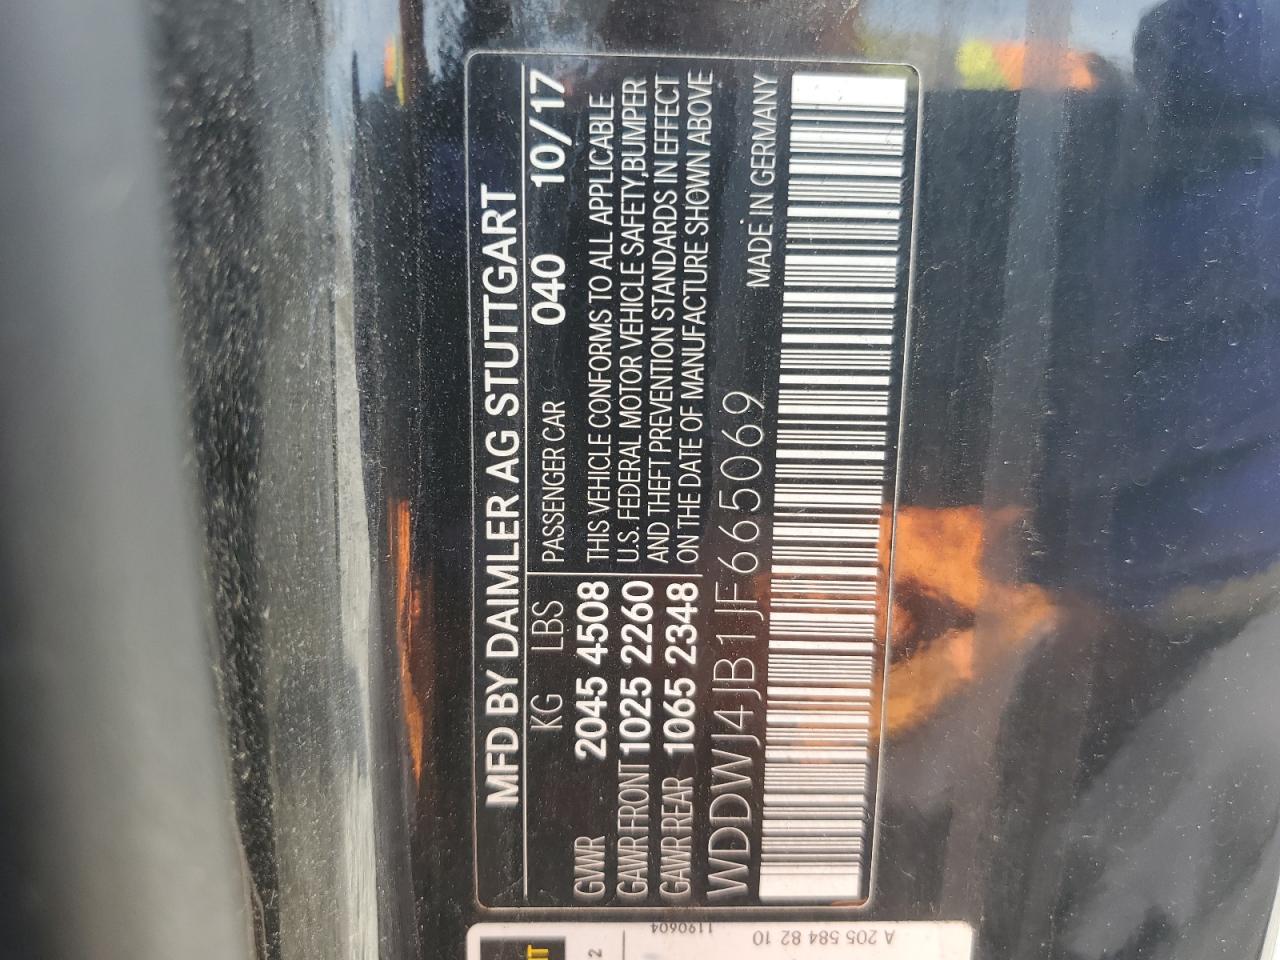 MFD BY DAIMLER AG STUTTGART
KG LBS PASSENGER CAR 040 10/17
GVWR 2045 4508 THIS VEHICLE CONFORMS TO ALL APPLICABLE
GAWR FRONT 1025 2260 U.S. FEDERAL MOTOR VEHICLE SAFETY,BUMPER
GAWR REAR 1065 2348 AND THEFT PREVENTION STANDARDS IN EFFECT
ON THE DATE OF MANUFACTURE SHOWN ABOVE
WDDWJ4JB1JF665069 MADE IN GERMANY
A 205 584 82 10
1190604
2